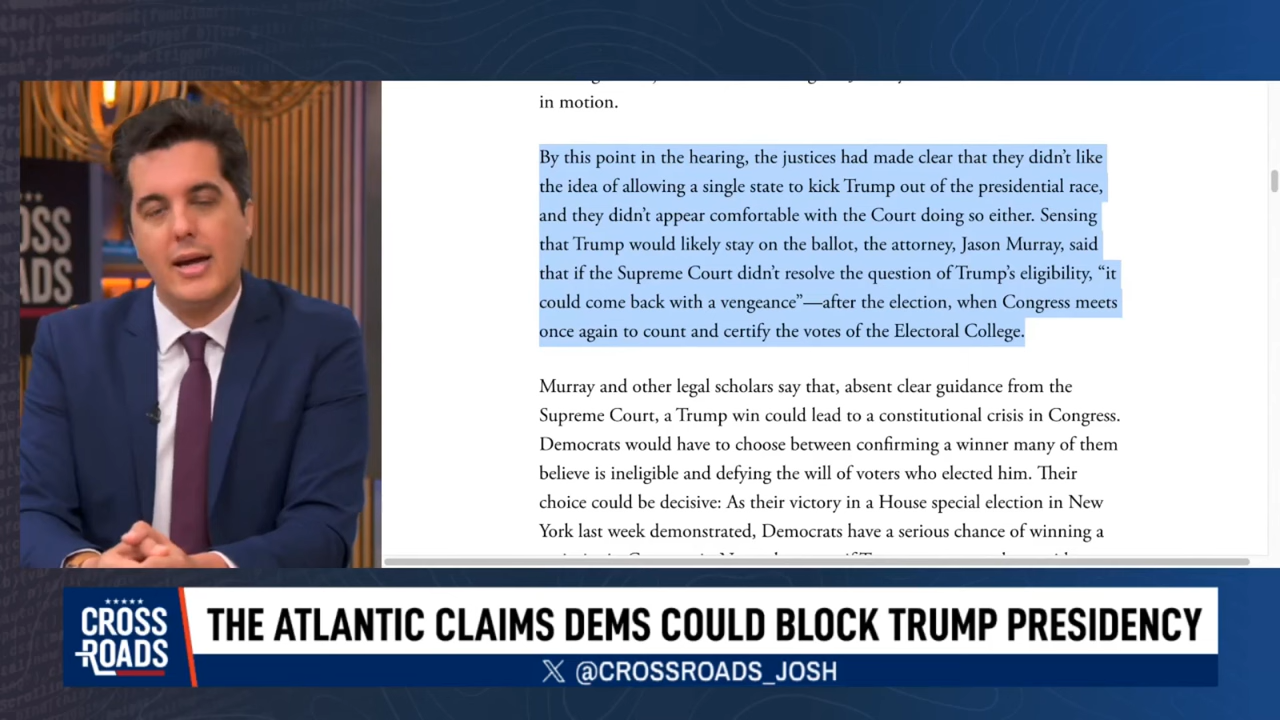 in motion.
By this point in the hearing, the justices had made clear that they didn’t like
the idea of allowing a single state to kick Trump out of the presidential race,
and they didn’t appear comfortable with the Court doing so either. Sensing
that Trump would likely stay on the ballot, the attorney, Jason Murray, said
that if the Supreme Court didn’t resolve the question of Trump’s eligibility, “it
could come back with a vengeance”—after the election, when Congress meets
once again to count and certify the votes of the Electoral College.
Murray and other legal scholars say that, absent clear guidance from the
Supreme Court, a Trump win could lead to a constitutional crisis in Congress.
Democrats would have to choose between confirming a winner many of them
believe is ineligible and defying the will of voters who elected him. Their
choice could be decisive: As their victory in a House special election in New
York last week demonstrated, Democrats have a serious chance of winning a
OSS
ADS
CROSS
ROADS
THE ATLANTIC CLAIMS DEMS COULD BLOCK TRUMP PRESIDENCY
@CROSSROADS_JOSH